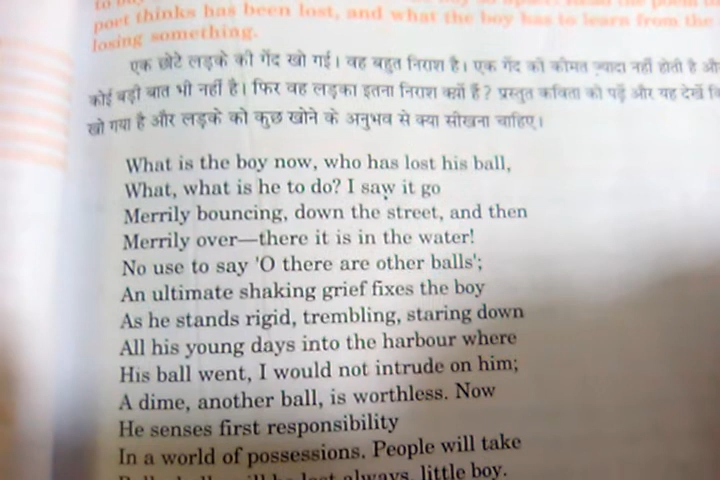 poet thinks has been lost, and what the boy has to learn from the
losing something.
एक छोटे लड़के की गेंद खो गई। वह बहुत निराश है। एक गेंद की कीमत ज्यादा नहीं होती है और
कोई बड़ी बात भी नहीं है। फिर वह लड़का इतना निराश क्यों हैं? प्रस्तुत कविता को पढ़ें और यह देखें
खो गया है और लड़के को कुछ खोने के अनुभव से क्या सीखना चाहिए।
What is the boy now, who has lost his ball,
What, what is he to do? I saw it go
Merrily bouncing, down the street, and then
Merrily over—there it is in the water!
No use to say 'O there are other balls';
An ultimate shaking grief fixes the boy
As he stands rigid, trembling, staring down
All his young days into the harbour where
His ball went, I would not intrude on him;
A dime, another ball, is worthless. Now
He senses first responsibility
In a world of possessions. People will take
lost always, little boy.